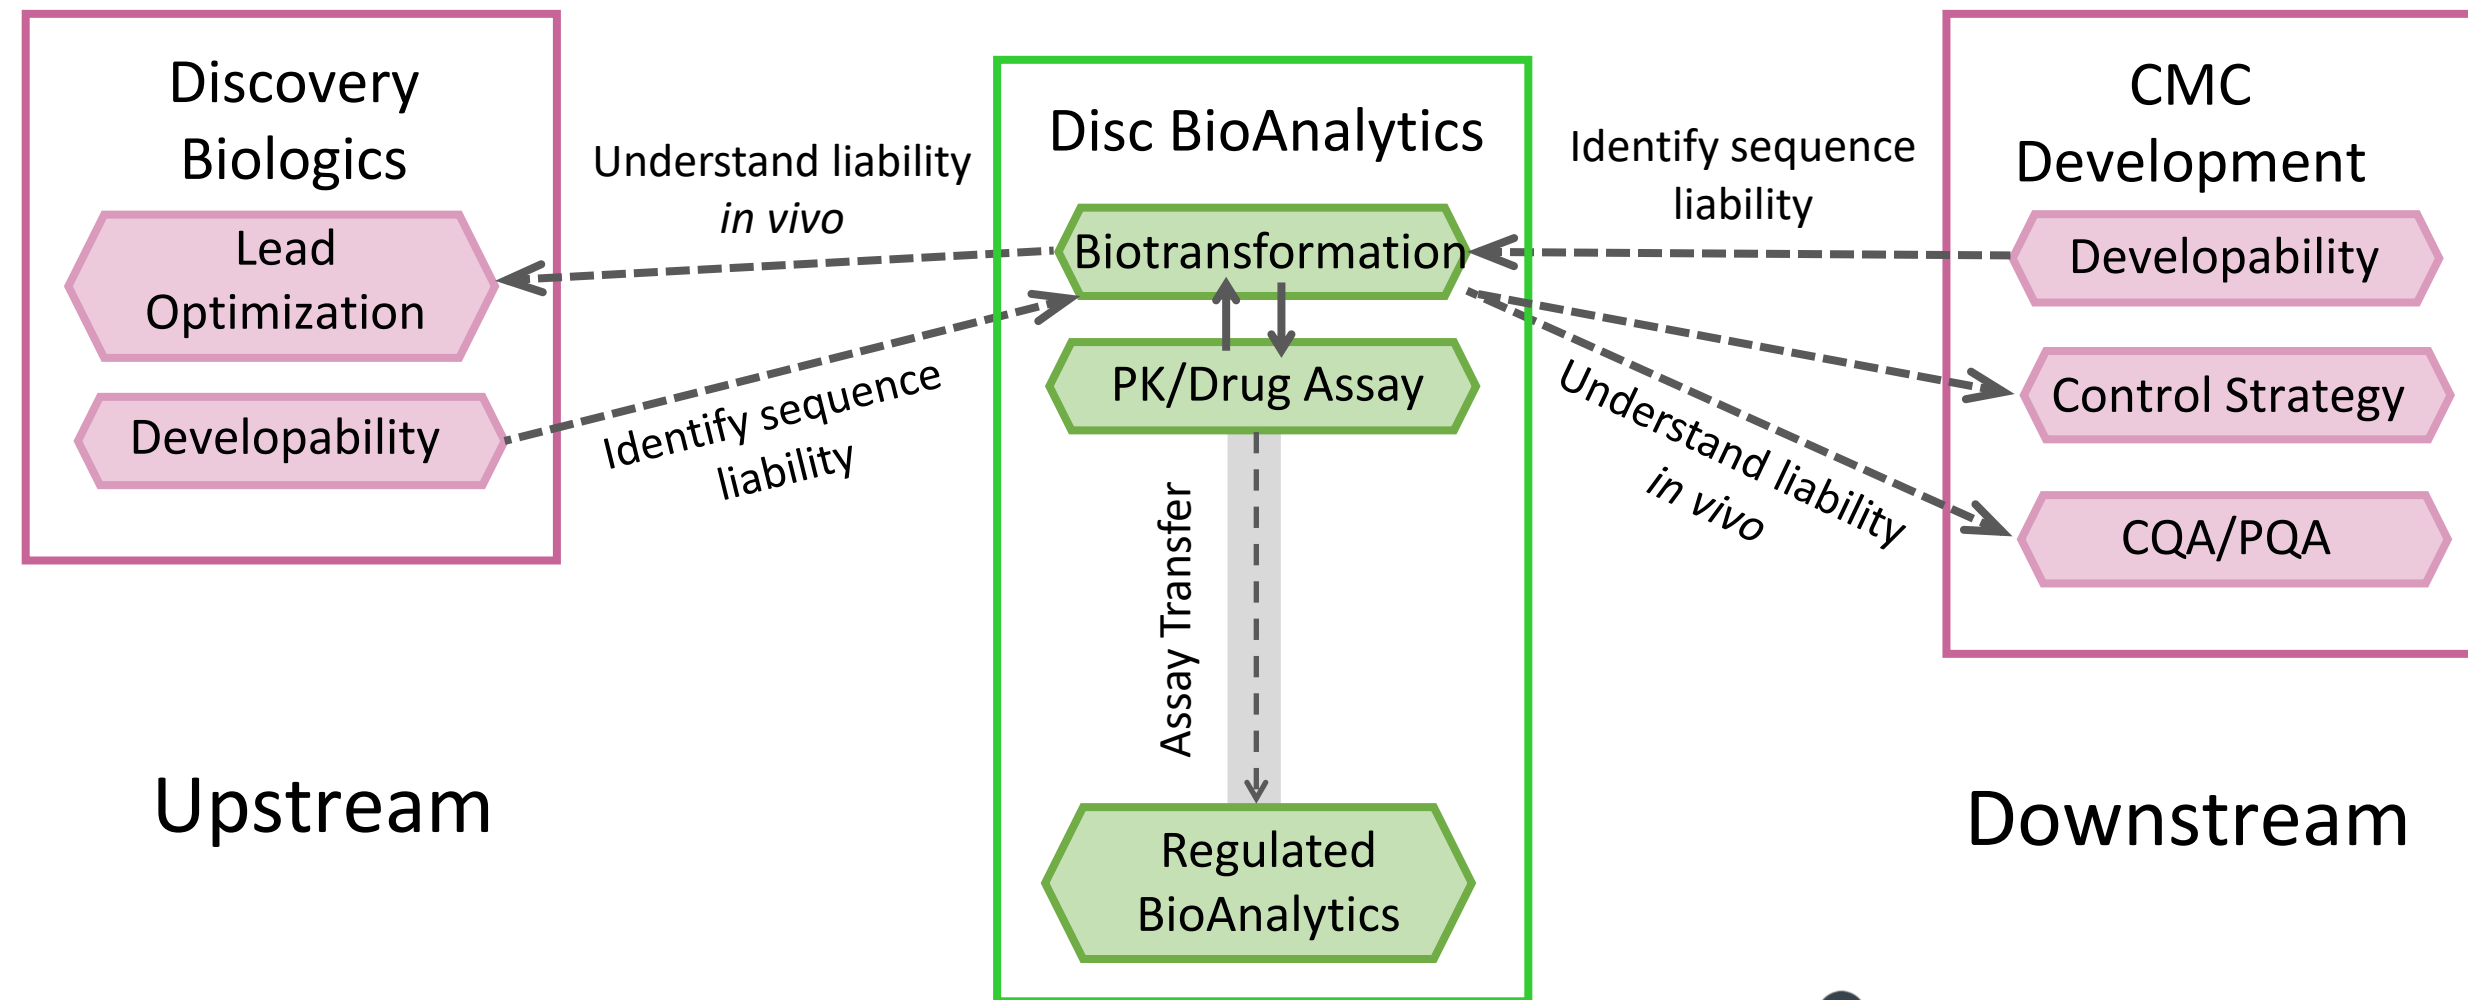 Discovery
Biologics
Lead
Optimization
Developability
Understand liability
in vivo
Identify sequence
liability
Disc BioAnalytics
Biotransformation
PK/Drug Assay
Assay Transfer
Regulated
BioAnalytics
Identify sequence
liability
Understand liability
in vivo
CMC
Development
Developability
Control Strategy
CQA/PQA
Upstream
Downstream